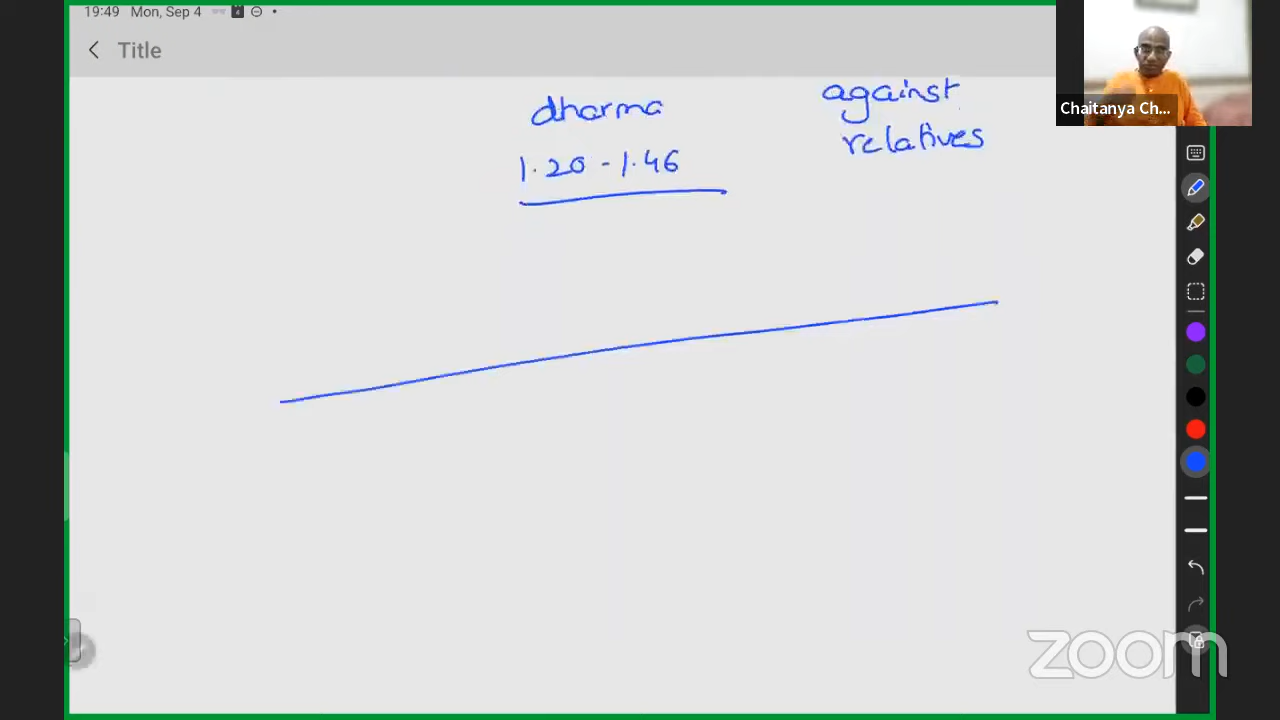 19:49 Mon, Sep 4
Title
dharma
1.20 - 1.46
against
relatives
Chaitanya Ch...
zoom